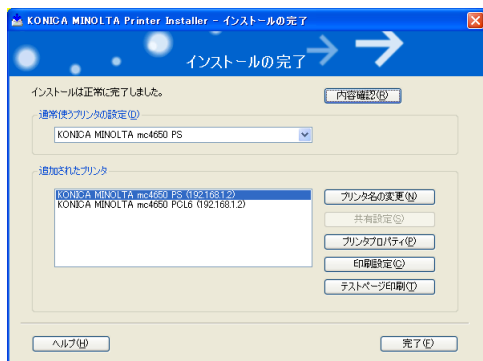 KONICA MINOLTA Printer Installer - インストールの完了
インストールの完了
インストールは正常に完了しました。
内容確認(R)
通常使うプリンタの設定(D)
KONICA MINOLTA mc4650 PS
追加されたプリンタ
KONICA MINOLTA mc4650 PS (192.168.1.2)
KONICA MINOLTA mc4650 PCL6 (192.168.1.2)
プリンタ名の変更(N)
共有設定(S)
プリンタプロパティ(P)
印刷設定(C)
テストページ印刷(T)
ヘルプ(H)
完了(F)